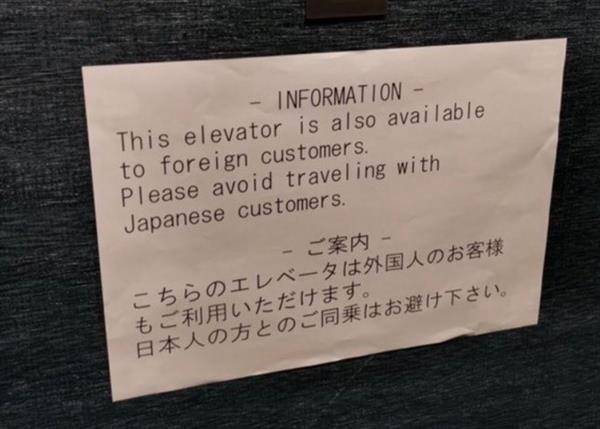 - INFORMATION -
This elevator is also available
to foreign customers.
Please avoid traveling with
Japanese customers.
- ご案内 -
こちらのエレベータは外国人のお客様
もご利用いただけます。
日本人の方とのご同乗はお避け下さい。